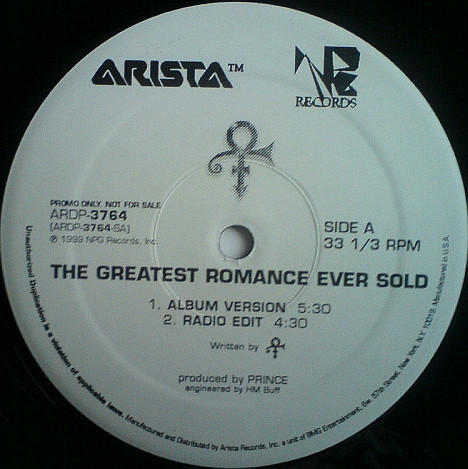 ARISTA™
NPG
RECORDS
PROMO ONLY. NOT FOR SALE
ARDP-3764
(ARDP-3764-SA)
℗ 1999 NPG Records, Inc.
SIDE A
33 1/3 RPM
THE GREATEST ROMANCE EVER SOLD
1. ALBUM VERSION 5:30
2. RADIO EDIT 4:30
Written by
produced by PRINCE
engineered by HM Buff
Unauthorized Duplication is a violation of applicable laws. Manufactured and Distributed by Arista Records, Inc. a unit of BMG Entertainment, 6w. 57th Street, New York, N.Y. 10019. Manufactured in U.S.A.